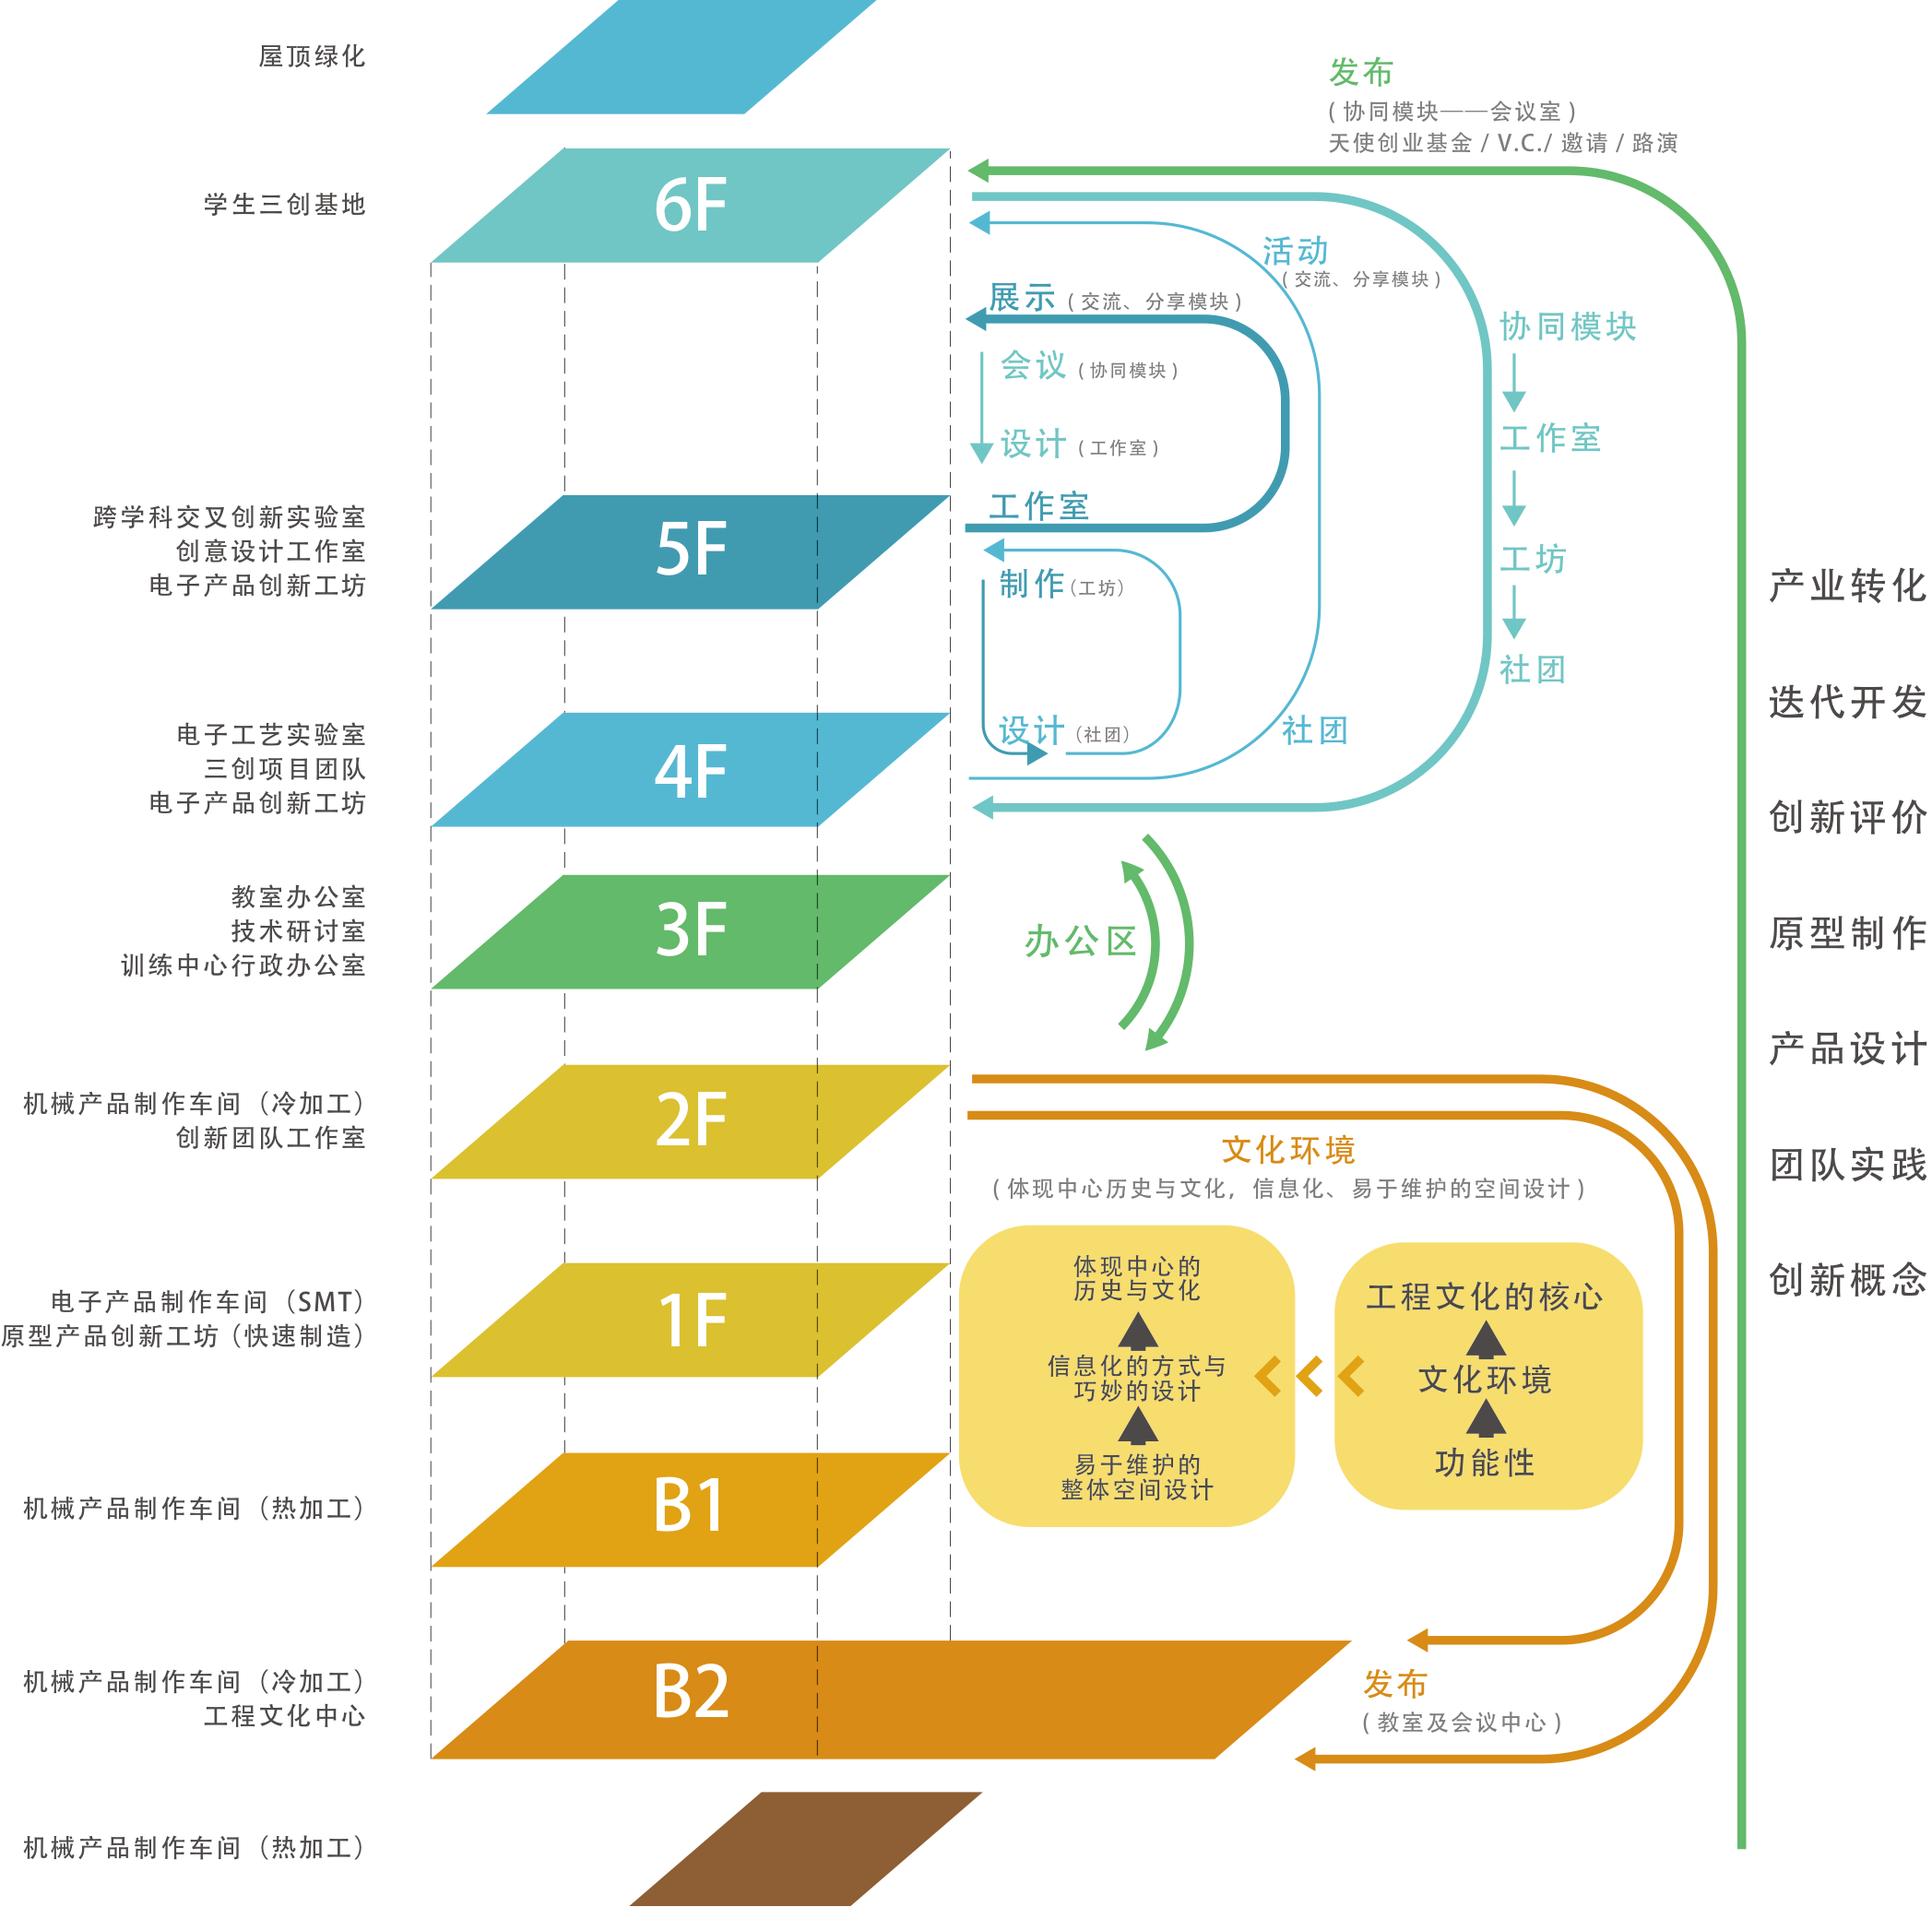 屋顶绿化
学生三创基地
跨学科交叉创新实验室
创意设计工作室
电子产品创新工坊
电子工艺实验室
三创项目团队
电子产品创新工坊
教室办公室
技术研讨室
训练中心行政办公室
机械产品制作车间（冷加工）
创新团队工作室
电子产品制作车间（SMT）
原型产品创新工坊（快速制造）
机械产品制作车间（热加工）
机械产品制作车间（冷加工）
工程文化中心
机械产品制作车间（热加工）
6F
5F
4F
3F
2F
1F
B1
B2
发布
( 协同模块——会议室 )
天使创业基金 / V.C./ 邀请 / 路演
活动
( 交流、分享模块 )
展示 ( 交流、分享模块 )
会议 ( 协同模块 )
设计 ( 工作室 )
工作室
制作（工坊）
设计（社团）
社团
协同模块
工作室
工坊
社团
办公区
文化环境
( 体现中心历史与文化, 信息化、易于维护的空间设计 )
体现中心的
历史与文化
信息化的方式与
巧妙的设计
易于维护的
整体空间设计
工程文化的核心
文化环境
功能性
发布
( 教室及会议中心 )
产业转化
迭代开发
创新评价
原型制作
产品设计
团队实践
创新概念